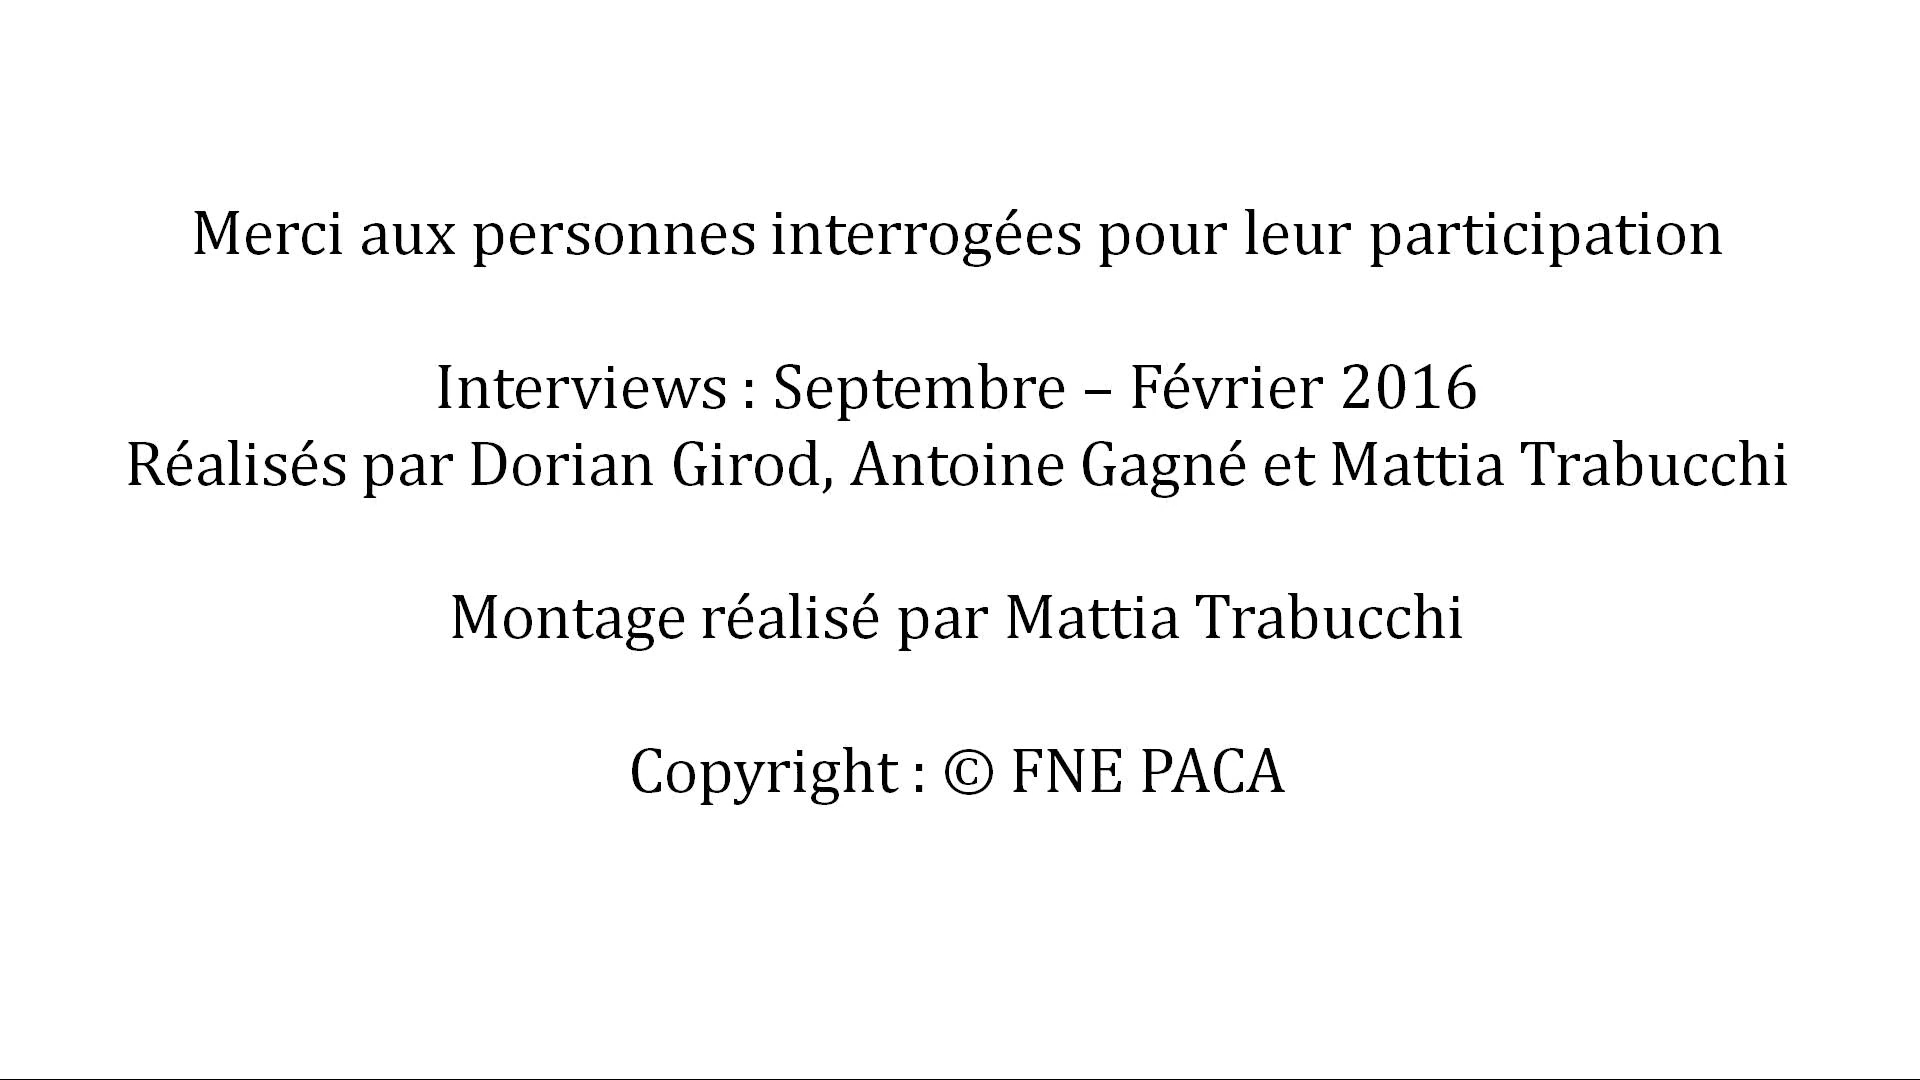 Merci aux personnes interrogées pour leur participation
Interviews : Septembre – Février 2016
Réalisés par Dorian Girod, Antoine Gagné et Mattia Trabucchi
Montage réalisé par Mattia Trabucchi
Copyright : © FNE PACA